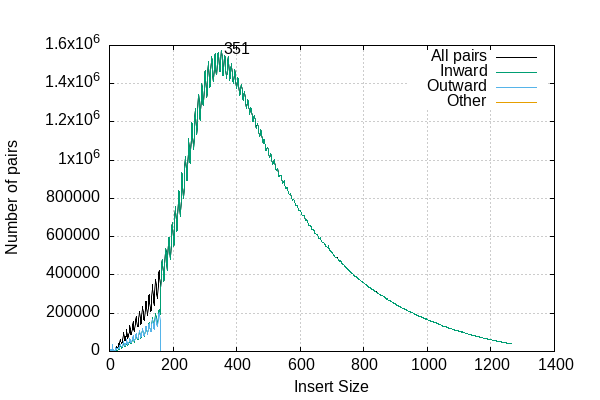 351
All pairs
Inward
Outward
Other
1.6x10^6
1.4x10^6
1.2x10^6
1x10^6
800000
600000
400000
200000
0
Number of pairs
0 200 400 600 800 1000 1200 1400
Insert Size